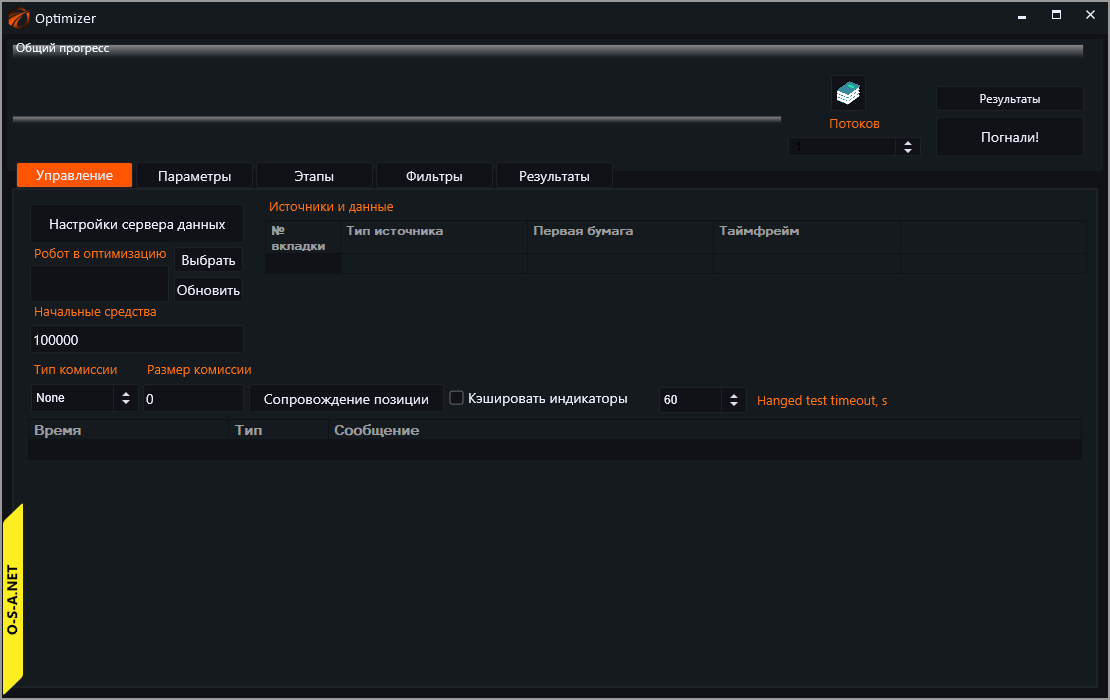 Optimizer
Общий прогресс
Потоков
1
Результаты
Погнали!
Управление
Параметры
Этапы
Фильтры
Результаты
Настройки сервера данных
Робот в оптимизацию
Выбрать
Обновить
Начальные средства
100000
Источники и данные
№ Тип источника Первая бумага Таймфрейм
вкладки
Тип комиссии
Размер комиссии
None
0
Сопровождение позиции
Кэшировать индикаторы
60
Hanged test timeout, s
Время Тип Сообщение
O-S-A.NET